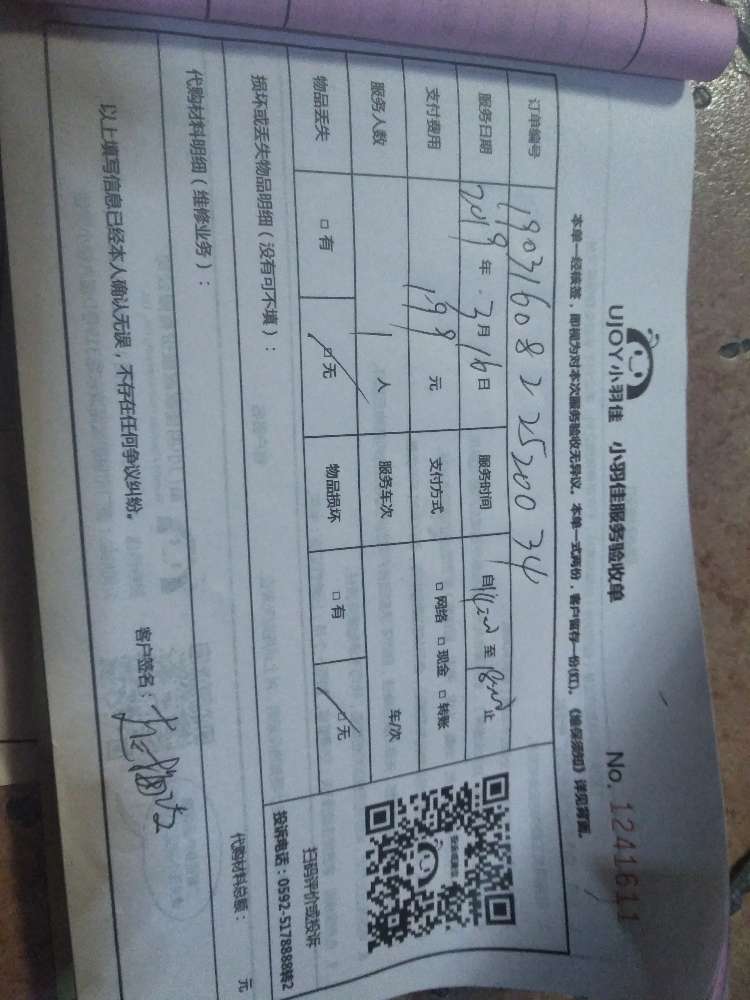 UJOY小羽佳 小羽佳服务验收单 No. 1241611
本单一经核签，即视为对本次服务验收无异议。本单一式两份，客户留存一份(红)。《维保须知》详见背面。
订单编号 1903160822520034
服务日期 2019 年 3 月 16 日 服务时间 自 14:00 至 18:00 止
支付费用 199 元 支付方式 □ 网络 □ 现金 □ 转账
服务人数 1 人 服务车次 车/次
物品丢失 □ 有 □ 无 物品损坏 □ 有 □ 无
扫码评价或投诉
投诉电话：0592-5178888转2
损坏或丢失物品明细（没有可不填）：
代购材料明细（维修业务）： 代购材料总额： 元
以上填写信息已经本人确认无误，不存在任何争议纠纷。 客户签名：